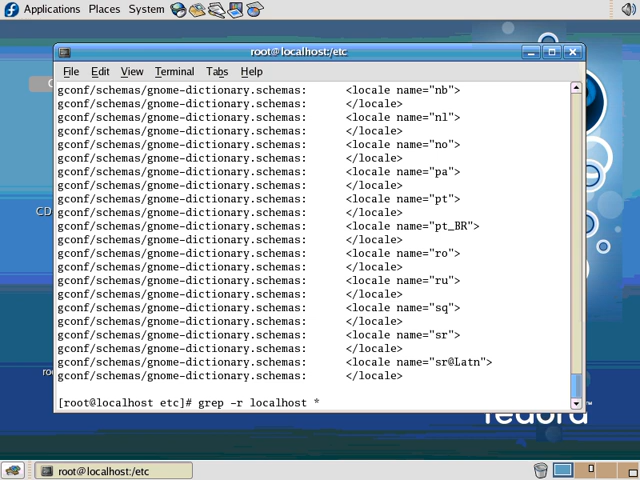 Applications Places System
root@localhost:/etc
File Edit View Terminal Tabs Help
gconf/schemas/gnome-dictionary.schemas: <locale name="nb">
gconf/schemas/gnome-dictionary.schemas: </locale>
gconf/schemas/gnome-dictionary.schemas: <locale name="nl">
gconf/schemas/gnome-dictionary.schemas: </locale>
gconf/schemas/gnome-dictionary.schemas: <locale name="no">
gconf/schemas/gnome-dictionary.schemas: </locale>
gconf/schemas/gnome-dictionary.schemas: <locale name="pa">
gconf/schemas/gnome-dictionary.schemas: </locale>
gconf/schemas/gnome-dictionary.schemas: <locale name="pt">
gconf/schemas/gnome-dictionary.schemas: </locale>
gconf/schemas/gnome-dictionary.schemas: <locale name="pt_BR">
gconf/schemas/gnome-dictionary.schemas: </locale>
gconf/schemas/gnome-dictionary.schemas: <locale name="ro">
gconf/schemas/gnome-dictionary.schemas: </locale>
gconf/schemas/gnome-dictionary.schemas: <locale name="ru">
gconf/schemas/gnome-dictionary.schemas: </locale>
gconf/schemas/gnome-dictionary.schemas: <locale name="sq">
gconf/schemas/gnome-dictionary.schemas: </locale>
gconf/schemas/gnome-dictionary.schemas: <locale name="sr">
gconf/schemas/gnome-dictionary.schemas: </locale>
gconf/schemas/gnome-dictionary.schemas: <locale name="sr@Latn">
gconf/schemas/gnome-dictionary.schemas: </locale>
[root@localhost etc]# grep -r localhost *
CD
fedora™
root@localhost:/etc